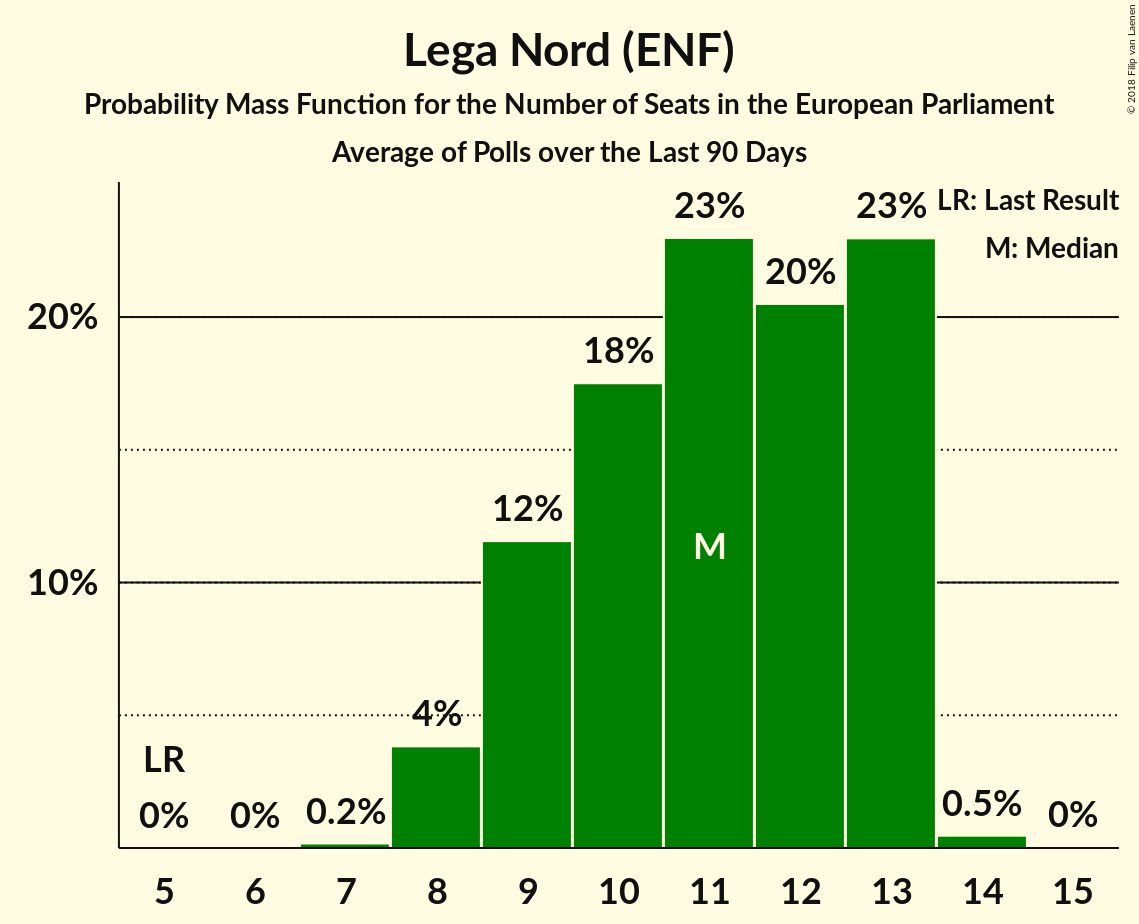 Lega Nord (ENF)
Probability Mass Function for the Number of Seats in the European Parliament
Average of Polls over the Last 90 Days
© 2018 Filip van Laenen
LR: Last Result
M: Median
23%
23%
20%
20%
18%
12%
M
10%
4%
LR
0%
0%
0.2%
0.5%
0%
5 6 7 8 9 10 11 12 13 14 15